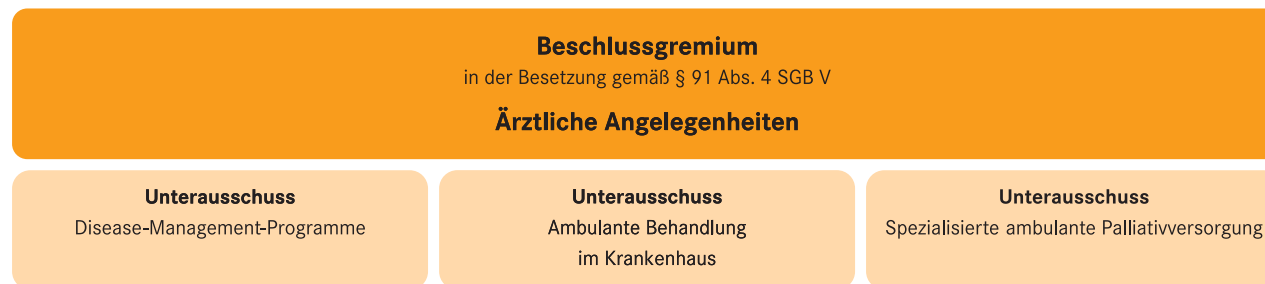 Beschlussgremium
in der Besetzung gemäß § 91 Abs. 4 SGB V
Ärztliche Angelegenheiten
Unterausschuss
Disease-Management-Programme
Unterausschuss
Ambulante Behandlung
im Krankenhaus
Unterausschuss
Spezialisierte ambulante Palliativversorgung